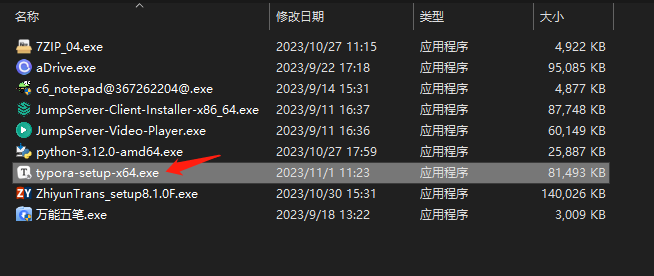 名称 修改日期 类型 大小
7ZIP_04.exe 2023/10/27 11:15 应用程序 4,922 KB
aDrive.exe 2023/9/22 17:18 应用程序 95,085 KB
c6_notepad@367262204@.exe 2023/9/14 15:31 应用程序 4,877 KB
JumpServer-Client-Installer-x86_64.exe 2023/9/11 16:37 应用程序 87,748 KB
JumpServer-Video-Player.exe 2023/9/11 16:36 应用程序 60,149 KB
python-3.12.0-amd64.exe 2023/10/27 17:59 应用程序 25,887 KB
typora-setup-x64.exe 2023/11/1 11:23 应用程序 81,493 KB
ZhiyunTrans_setup8.1.0F.exe 2023/10/30 15:31 应用程序 140,026 KB
万能五笔.exe 2023/9/18 13:22 应用程序 3,009 KB